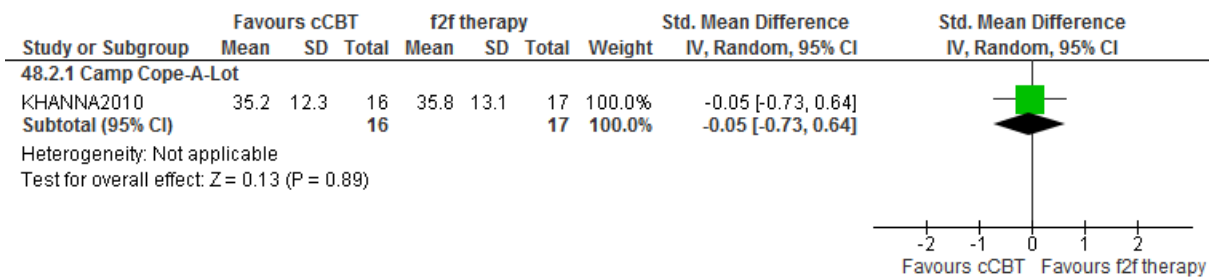 Favours cCBT f2f therapy Std. Mean Difference Std. Mean Difference
Study or Subgroup Mean SD Total Mean SD Total Weight IV, Random, 95% CI IV, Random, 95% CI
48.2.1 Camp Cope-A-Lot
KHANNA2010 35.2 12.3 16 35.8 13.1 17 100.0% -0.05 [-0.73, 0.64]
Subtotal (95% CI) 16 17 100.0% -0.05 [-0.73, 0.64]
Heterogeneity: Not applicable
Test for overall effect: Z = 0.13 (P = 0.89)
-2 -1 0 1 2
Favours cCBT Favours f2f therapy